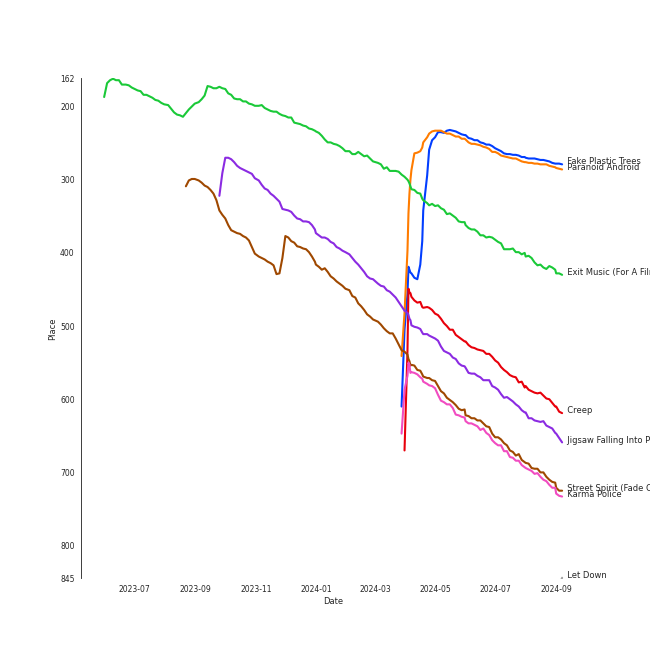 162
200
300
400
500
600
700
800
845
Place
Fake Plastic Trees
Paranoid Android
Exit Music (For A Fil
Creep
Jigsaw Falling Into P
Street Spirit (Fade O
Karma Police
Let Down
2023-07 2023-09 2023-11 2024-01 2024-03 2024-05 2024-07 2024-09
Date